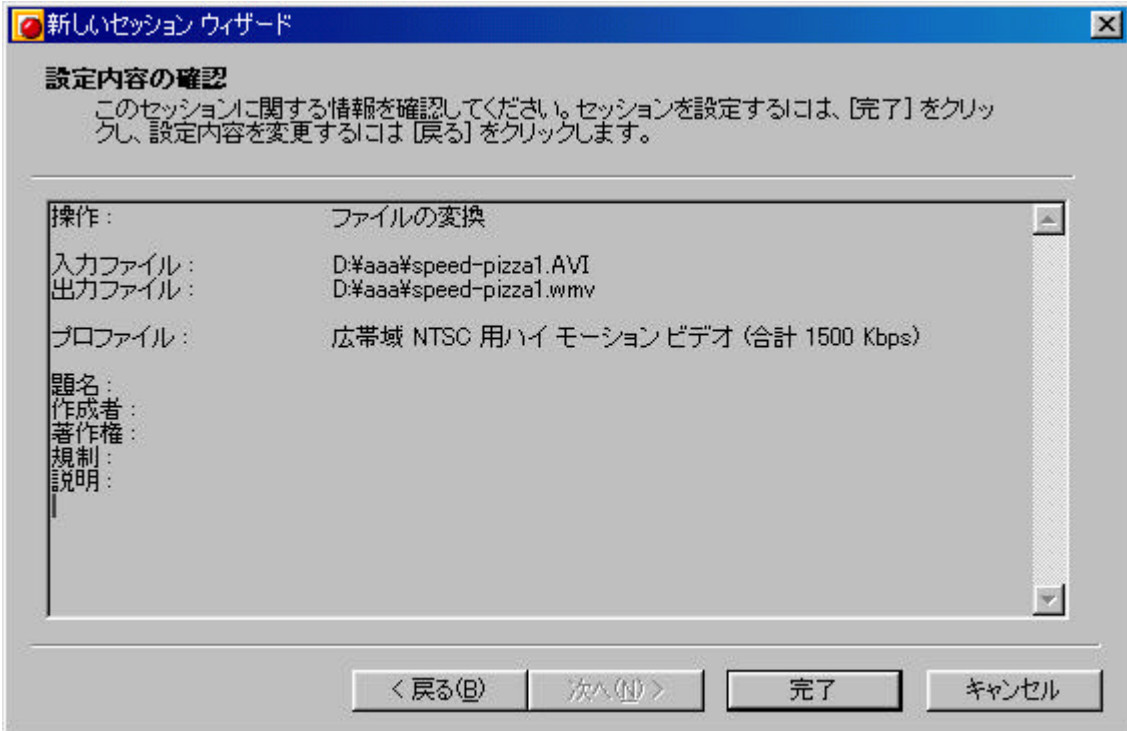 新しいセッション ウィザード
設定内容の確認
このセッションに関する情報を確認してください。セッションを設定するには、[完了] をクリッ
クし、設定内容を変更するには [戻る] をクリックします。
操作 : ファイルの変換
入力ファイル : D:¥aaa¥speed-pizza1.AVI
出力ファイル : D:¥aaa¥speed-pizza1.wmv
プロファイル : 広帯域 NTSC 用ハイ モーション ビデオ (合計 1500 Kbps)
題名 :
作成者 :
著作権 :
規制 :
説明 :
< 戻る(B) 次へ(N) > 完了 キャンセル